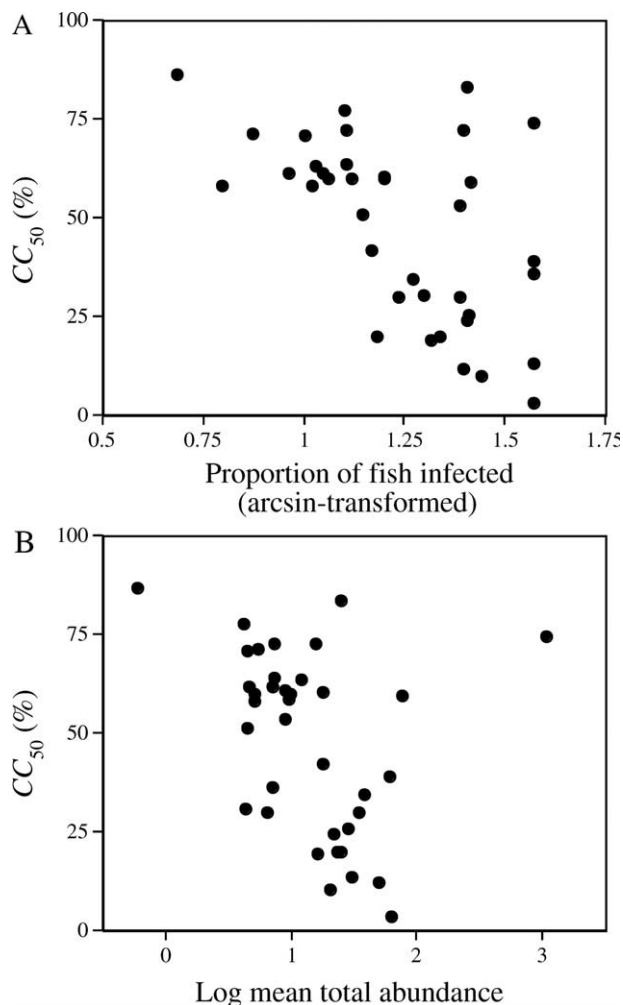 A
100
75
50
25
0
CC50 (%)
0.5 0.75 1 1.25 1.5 1.75
Proportion of fish infected
(arcsin-transformed)
B
100
75
50
25
0
CC50 (%)
0 1 2 3
Log mean total abundance